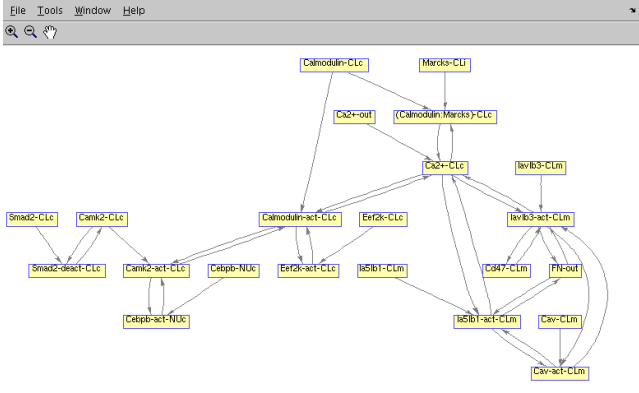 File Tools Window Help
Calmodulin-CLc Marcks-CLi
Ca2+-out (Calmodulin:Marcks)-CLc
Ca2+-CLc Iavlb3-CLm
Smad2-CLc Camk2-CLc Calmodulin-act-CLc Eef2k-CLc Iavlb3-act-CLm
Smad2-deact-CLc Camk2-act-CLc Cebpb-NUc Eef2k-act-CLc Ia5lb1-CLm Cd47-CLm FN-out
Cebpb-act-NUc Ia5lb1-act-CLm Cav-CLm
Cav-act-CLm